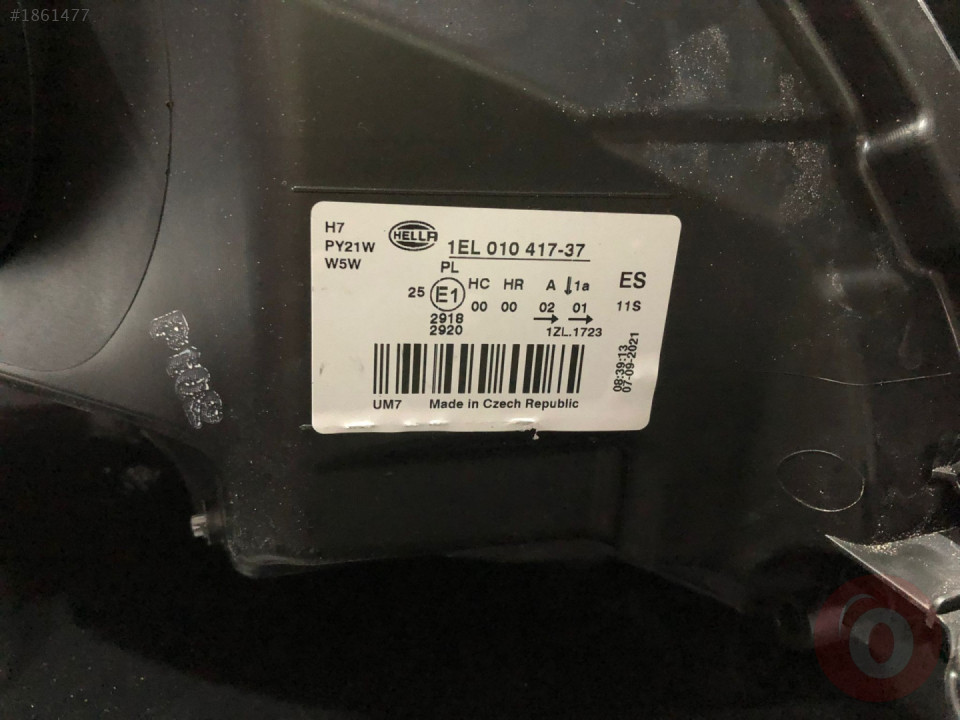 #1861477
H7
PY21W
W5W
HELLA
1EL 010 417-37
PL
25 E1 HC HR A 1a
00 00 02 01
2918
2920
1ZL.1723
ES
11S
08:39:13
07-09-2021
UM7 Made in Czech Republic
o